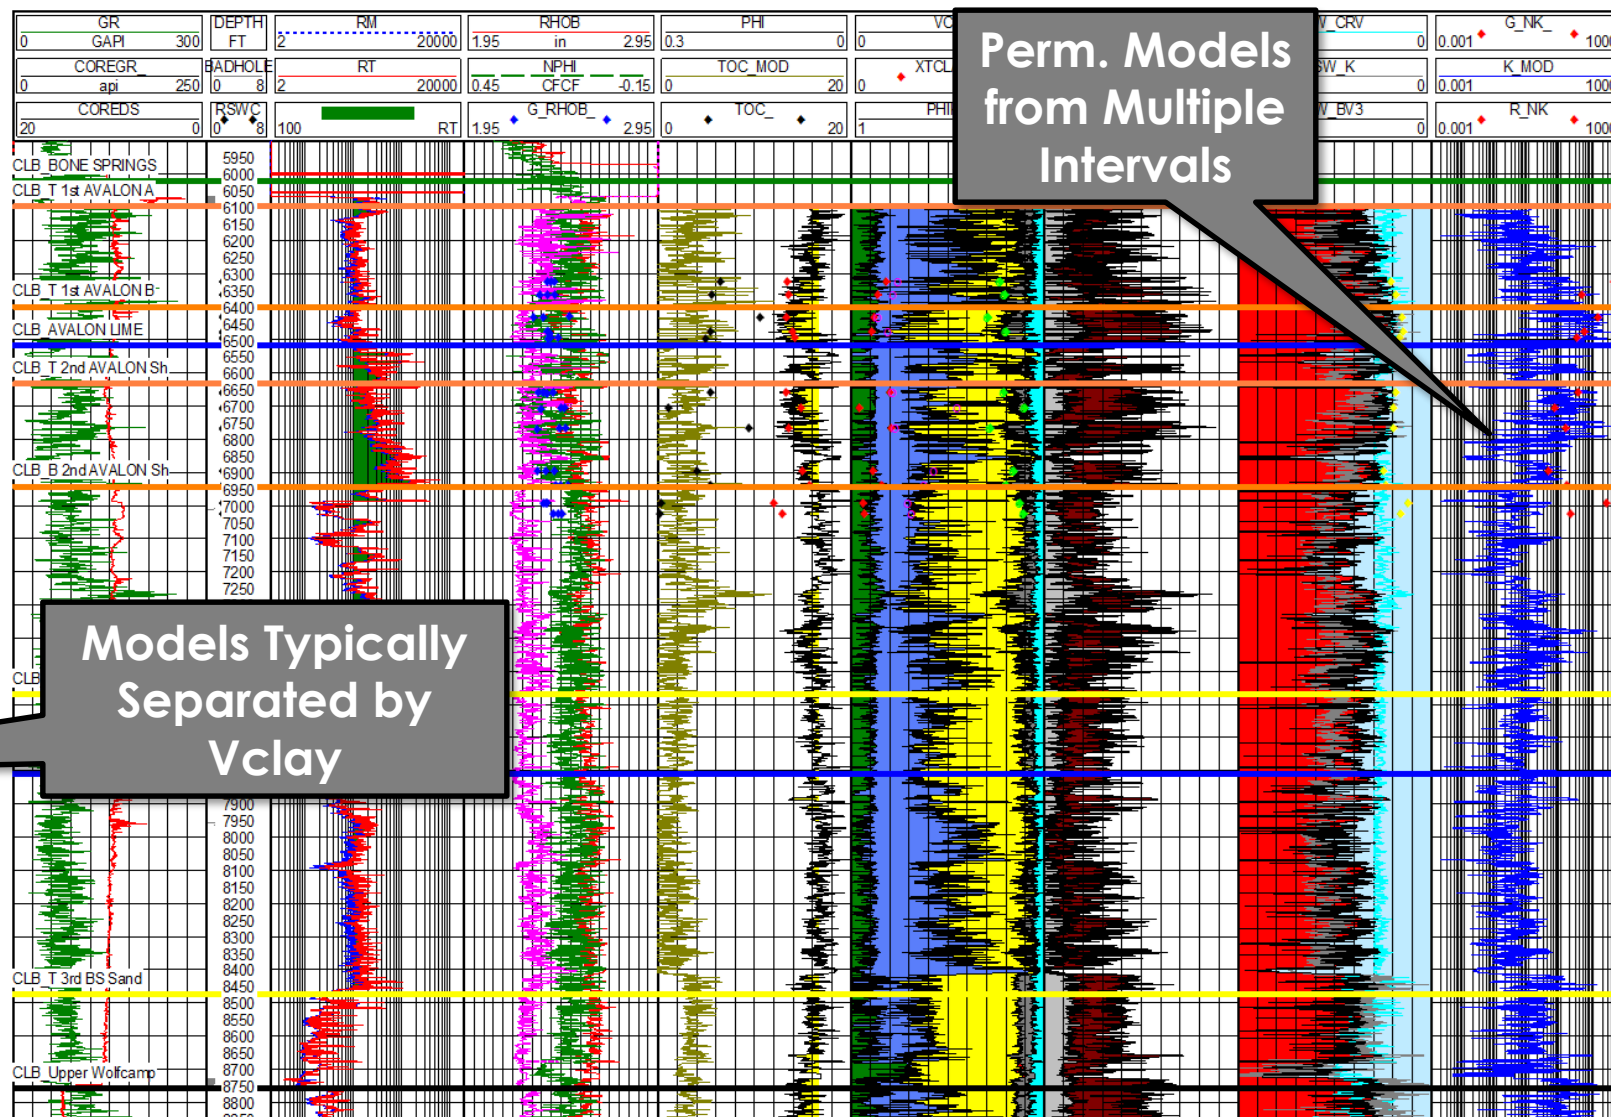 GR DEPTH RM RHOB PHI G_NK_
0 GAPI 300 FT 2 20000 1.95 in 2.95 0.3 0 0 0 0.001
COREGR_ BADHOLE RT NPHI TOC_MOD K_MOD
0 api 250 0 8 2 20000 0.45 CFCF -0.15 0 20 0 0 0.001
COREDS RSWC G_RHOB_ TOC_ R_NK
20 0 0 8 100 RT 1.95 2.95 0 20 1 0 0.001
Perm. Models
from Multiple
Intervals
5950
CLB_BONE SPRINGS
6000
CLB_T 1st AVALON A
6050
6100
6150
6200
6250
6300
CLB_T 1st AVALON B
6350
6400
CLB_AVALON LIME
6450
6500
6550
CLB_T 2nd AVALON Sh
6600
6650
6700
6750
6800
6850
CLB_B 2nd AVALON Sh
6900
6950
7000
7050
7100
7150
7200
7250
Models Typically
Separated by
Vclay
CLB
7900
7950
8000
8050
8100
8150
8200
8250
8300
8350
8400
CLB_T 3rd BS Sand
8450
8500
8550
8600
8650
CLB_Upper Wolfcamp
8700
8750
8800